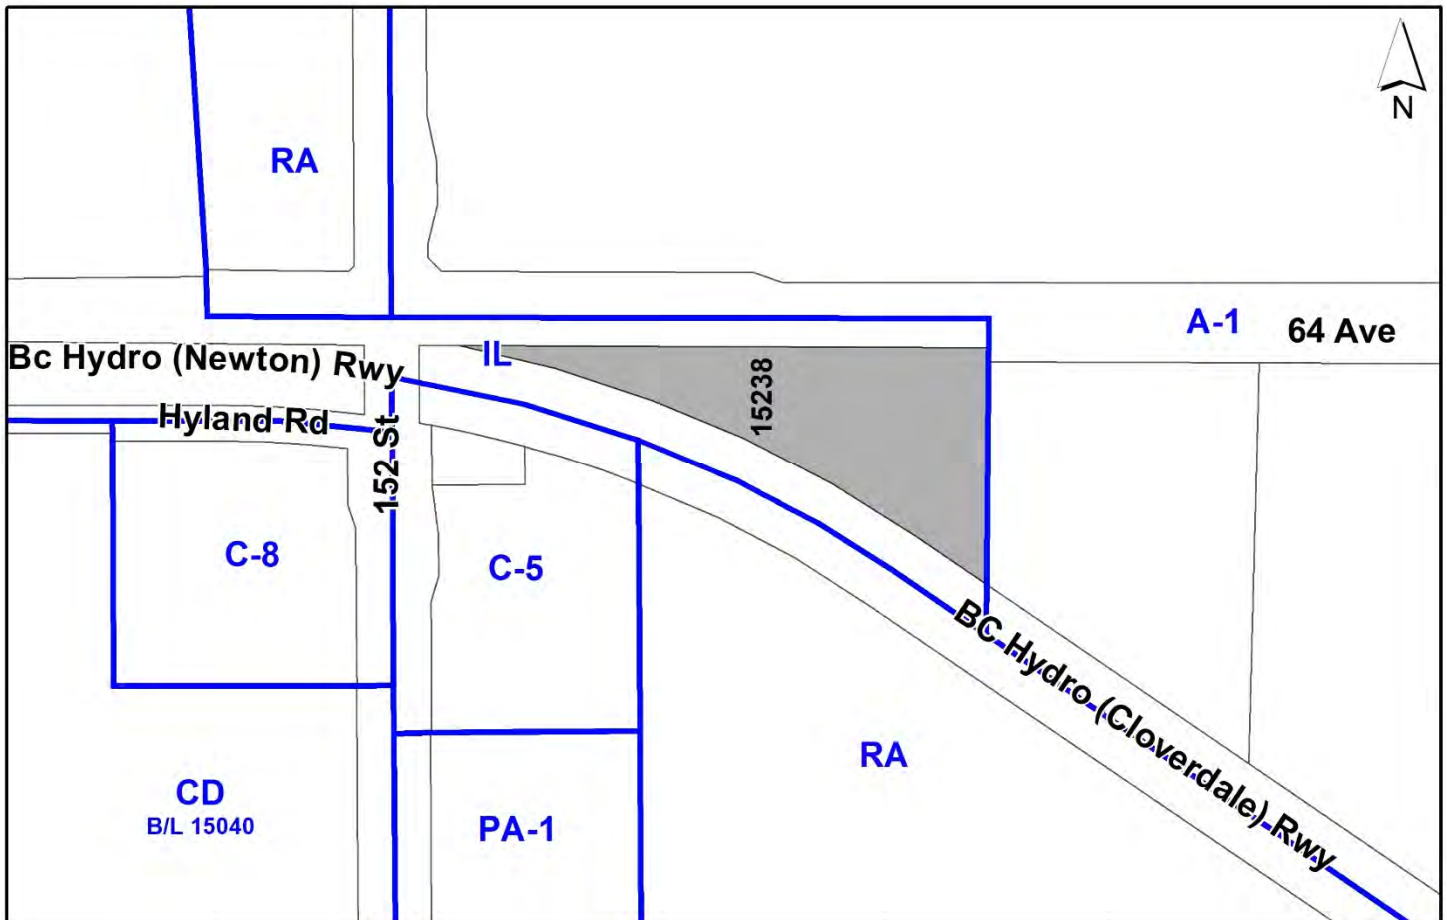 N
RA
A-1
64 Ave
Bc Hydro (Newton) Rwy
IL
15238
Hyland Rd
152 St
C-8
C-5
BC Hydro (Cloverdale) Rwy
RA
CD
B/L 15040
PA-1